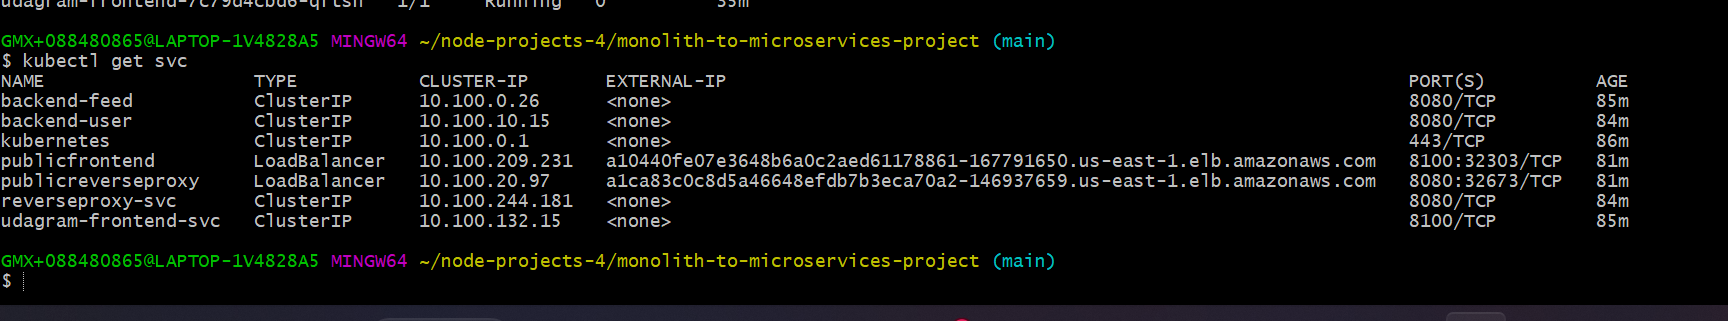 udagram-frontend-7c79d4cbd6-qrtsn 1/1 Running 0 35m
GMX+088480865@LAPTOP-1V4828A5 MINGW64 ~/node-projects-4/monolith-to-microservices-project (main)
$ kubectl get svc
NAME TYPE CLUSTER-IP EXTERNAL-IP PORT(S) AGE
backend-feed ClusterIP 10.100.0.26 <none> 8080/TCP 85m
backend-user ClusterIP 10.100.10.15 <none> 8080/TCP 84m
kubernetes ClusterIP 10.100.0.1 <none> 443/TCP 86m
publicfrontend LoadBalancer 10.100.209.231 a10440fe07e3648b6a0c2aed61178861-167791650.us-east-1.elb.amazonaws.com 8100:32303/TCP 81m
publicreverseproxy LoadBalancer 10.100.20.97 a1ca83c0c8d5a46648efdb7b3eca70a2-146937659.us-east-1.elb.amazonaws.com 8080:32673/TCP 81m
reverseproxy-svc ClusterIP 10.100.244.181 <none> 8080/TCP 84m
udagram-frontend-svc ClusterIP 10.100.132.15 <none> 8100/TCP 85m
GMX+088480865@LAPTOP-1V4828A5 MINGW64 ~/node-projects-4/monolith-to-microservices-project (main)
$